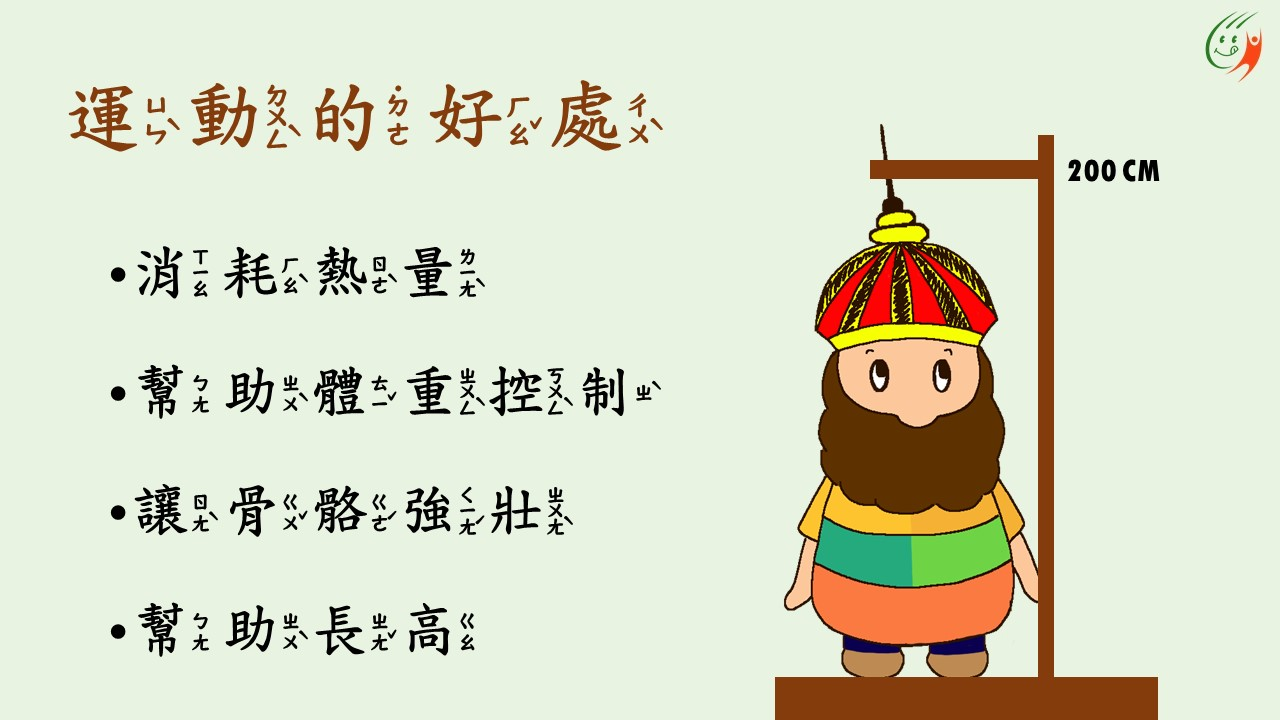 運動的好處
•消耗熱量
•幫助體重控制
•讓骨骼強壯
•幫助長高
200 CM